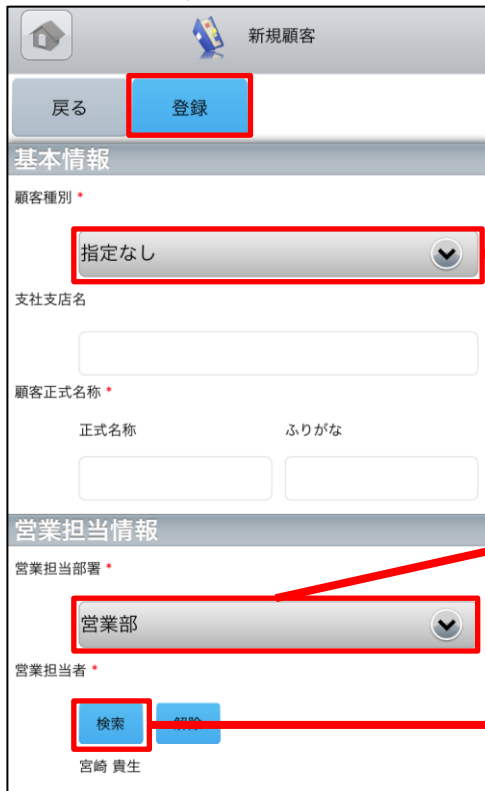 新規顧客
戻る 登録
基本情報
顧客種別 *
指定なし
支社支店名
顧客正式名称 *
正式名称 ふりがな
営業担当情報
営業担当部署 *
営業部
営業担当者 *
検索 解除
宮崎 貴生